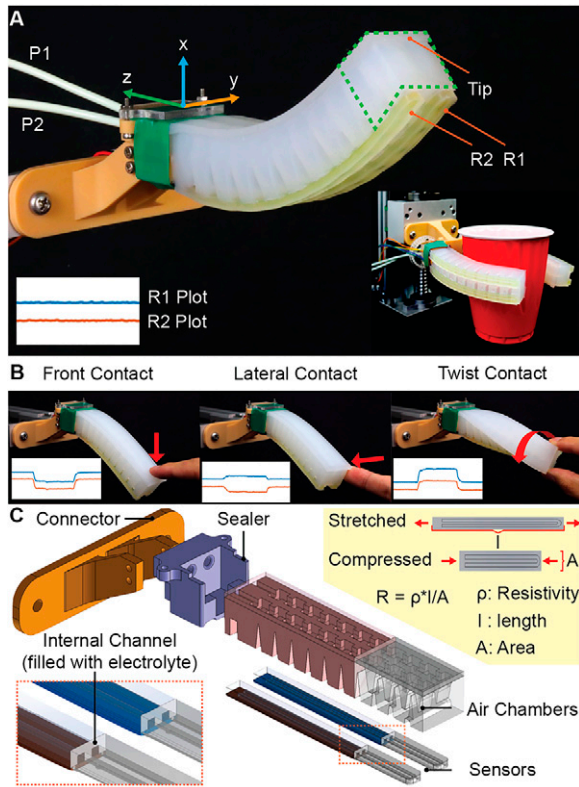 A
P1
x
z
y
P2
Tip
R2 R1
R1 Plot
R2 Plot
B
Front Contact
Lateral Contact
Twist Contact
C
Connector
Sealer
Stretched
l
Compressed
A
R = ρ*l/A
ρ: Resistivity
l : length
A: Area
Internal Channel
(filled with electrolyte)
Air Chambers
Sensors